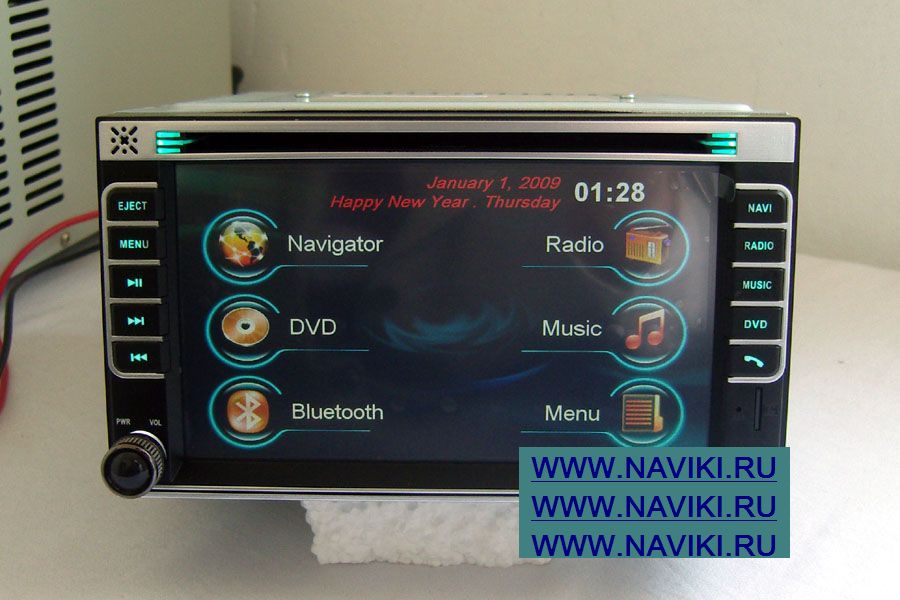 January 1, 2009
Happy New Year . Thursday
01:28
EJECT
MENU
NAVI
RADIO
MUSIC
DVD
Navigator
Radio
DVD
Music
Bluetooth
Menu
PWR VOL
WWW.NAVIKI.RU
WWW.NAVIKI.RU
WWW.NAVIKI.RU